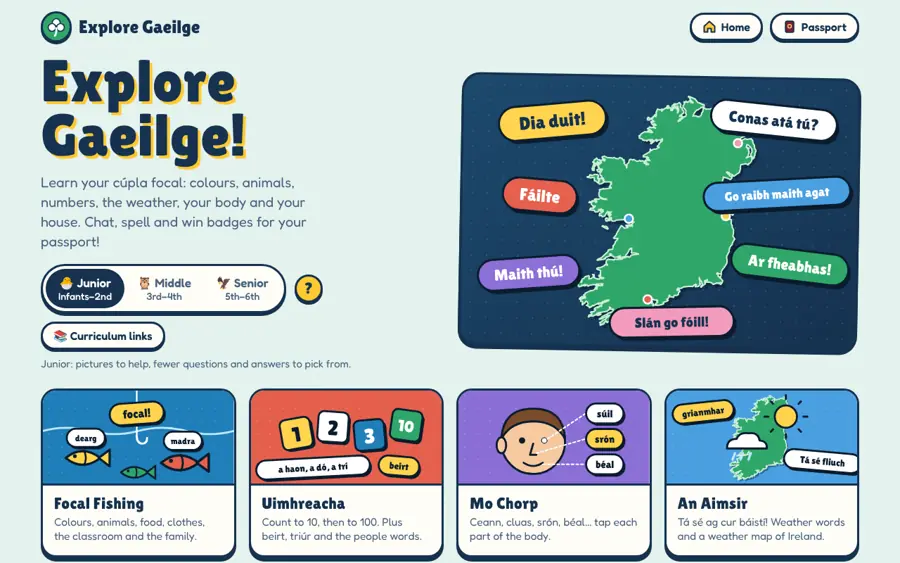 Explore Gaeilge
Home
Passport
Explore
Gaeilge!
Learn your cúpla focal: colours, animals,
numbers, the weather, your body and your
house. Chat, spell and win badges for your
passport!
Junior
Infants–2nd
Middle
3rd–4th
Senior
5th–6th
?
Curriculum links
Junior: pictures to help, fewer questions and answers to pick from.
Dia duit!
Conas atá tú?
Fáilte
Go raibh maith agat
Maith thú!
Ar fheabhas!
Slán go fóill!
focal!
dearg
madra
Focal Fishing
Colours, animals, food, clothes,
the classroom and the family.
1
2
3
10
a haon, a dó, a trí
beirt
Uimhreacha
Count to 10, then to 100. Plus
beirt, triúr and the people words.
súil
srón
béal
Mo Chorp
Ceann, cluas, srón, béal... tap each
part of the body.
grianmhar
Tá sé fliuch
An Aimsir
Tá sé ag cur báistí! Weather words
and a weather map of Ireland.